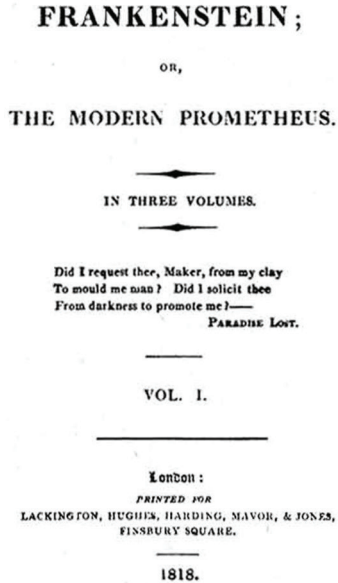 FRANKENSTEIN;
OR,
THE MODERN PROMETHEUS.
IN THREE VOLUMES.
Did I request thee, Maker, from my clay
To mould me man? Did I solicit thee
From darkness to promote me?——
PARADISE LOST.
VOL. I.
London:
PRINTED FOR
LACKINGTON, HUGHES, HARDING, MAVOR, & JONES,
FINSBURY SQUARE.
1818.